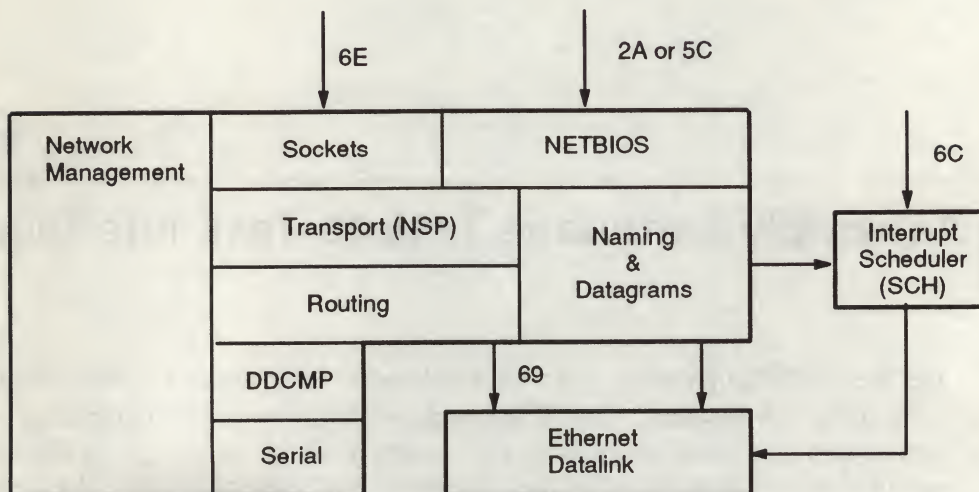 6E
2A or 5C
Network
Management
Sockets
NETBIOS
6C
Transport (NSP)
Naming
&
Datagrams
Interrupt
Scheduler
(SCH)
Routing
DDCMP
69
Serial
Ethernet
Datalink